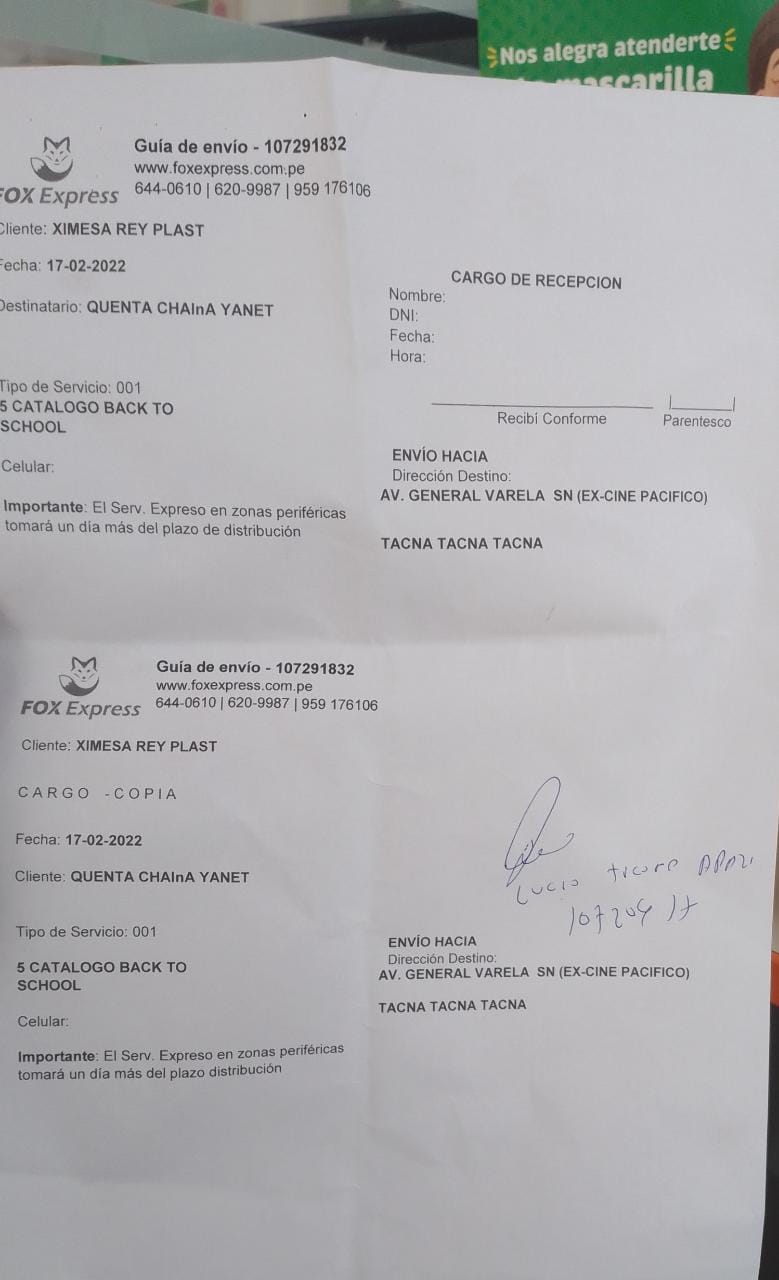 Nos alegra atenderte
mascarilla
Guía de envío - 107291832
www.foxexpress.com.pe
FOX Express
644-0610 | 620-9987 | 959 176106
Cliente: XIMESA REY PLAST
Fecha: 17-02-2022
Destinatario: QUENTA CHAInA YANET
CARGO DE RECEPCION
Nombre:
DNI:
Fecha:
Hora:
Tipo de Servicio: 001
5 CATALOGO BACK TO
SCHOOL
Recibí Conforme
Parentesco
Celular:
ENVÍO HACIA
Dirección Destino:
AV. GENERAL VARELA SN (EX-CINE PACIFICO)
Importante: El Serv. Expreso en zonas periféricas
tomará un día más del plazo de distribución
TACNA TACNA TACNA
Guía de envío - 107291832
www.foxexpress.com.pe
FOX Express
644-0610 | 620-9987 | 959 176106
Cliente: XIMESA REY PLAST
CARGO -COPIA
Fecha: 17-02-2022
Cliente: QUENTA CHAInA YANET
Lucio
Tipo de Servicio: 001
5 CATALOGO BACK TO
SCHOOL
ENVÍO HACIA
Dirección Destino:
AV. GENERAL VARELA SN (EX-CINE PACIFICO)
TACNA TACNA TACNA
Celular:
Importante: El Serv. Expreso en zonas periféricas
tomará un día más del plazo distribución